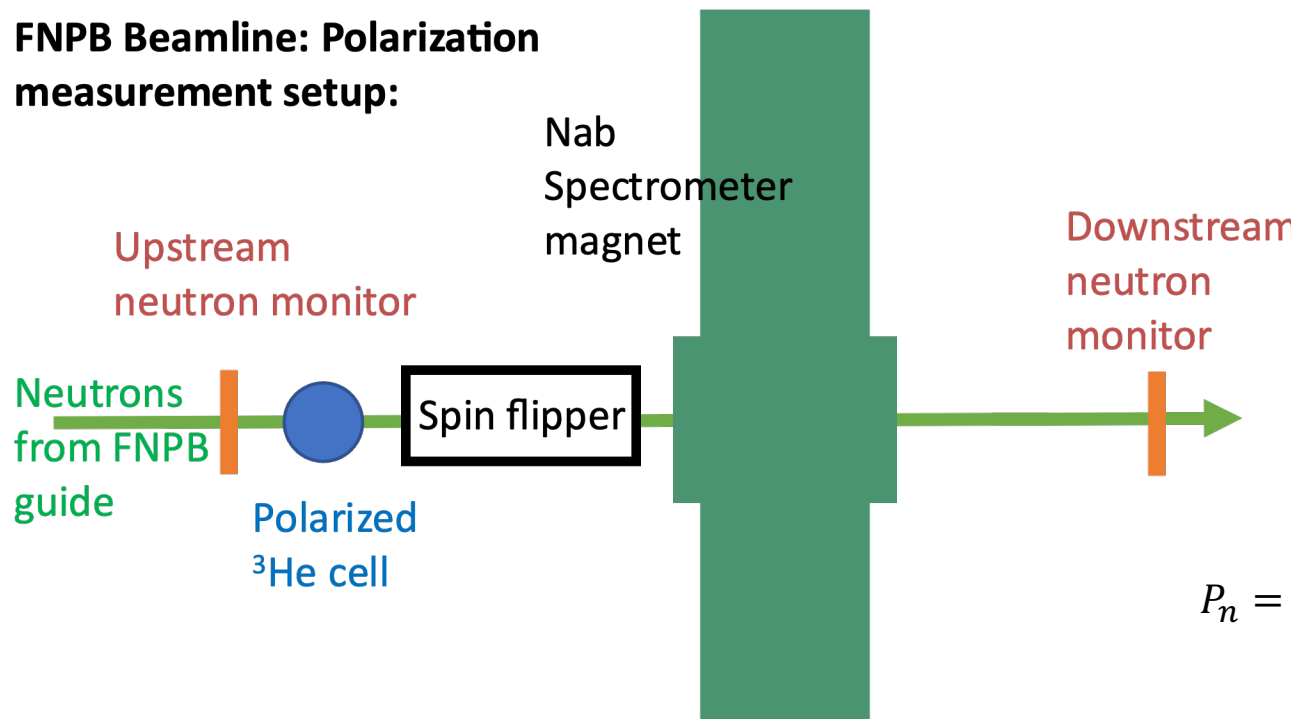 FNPB Beamline: Polarization
measurement setup:
Nab
Spectrometer
magnet
Upstream
neutron monitor
Downstream
neutron
monitor
Neutrons
from FNPB
guide
Spin flipper
Polarized
³He cell
Pₙ =